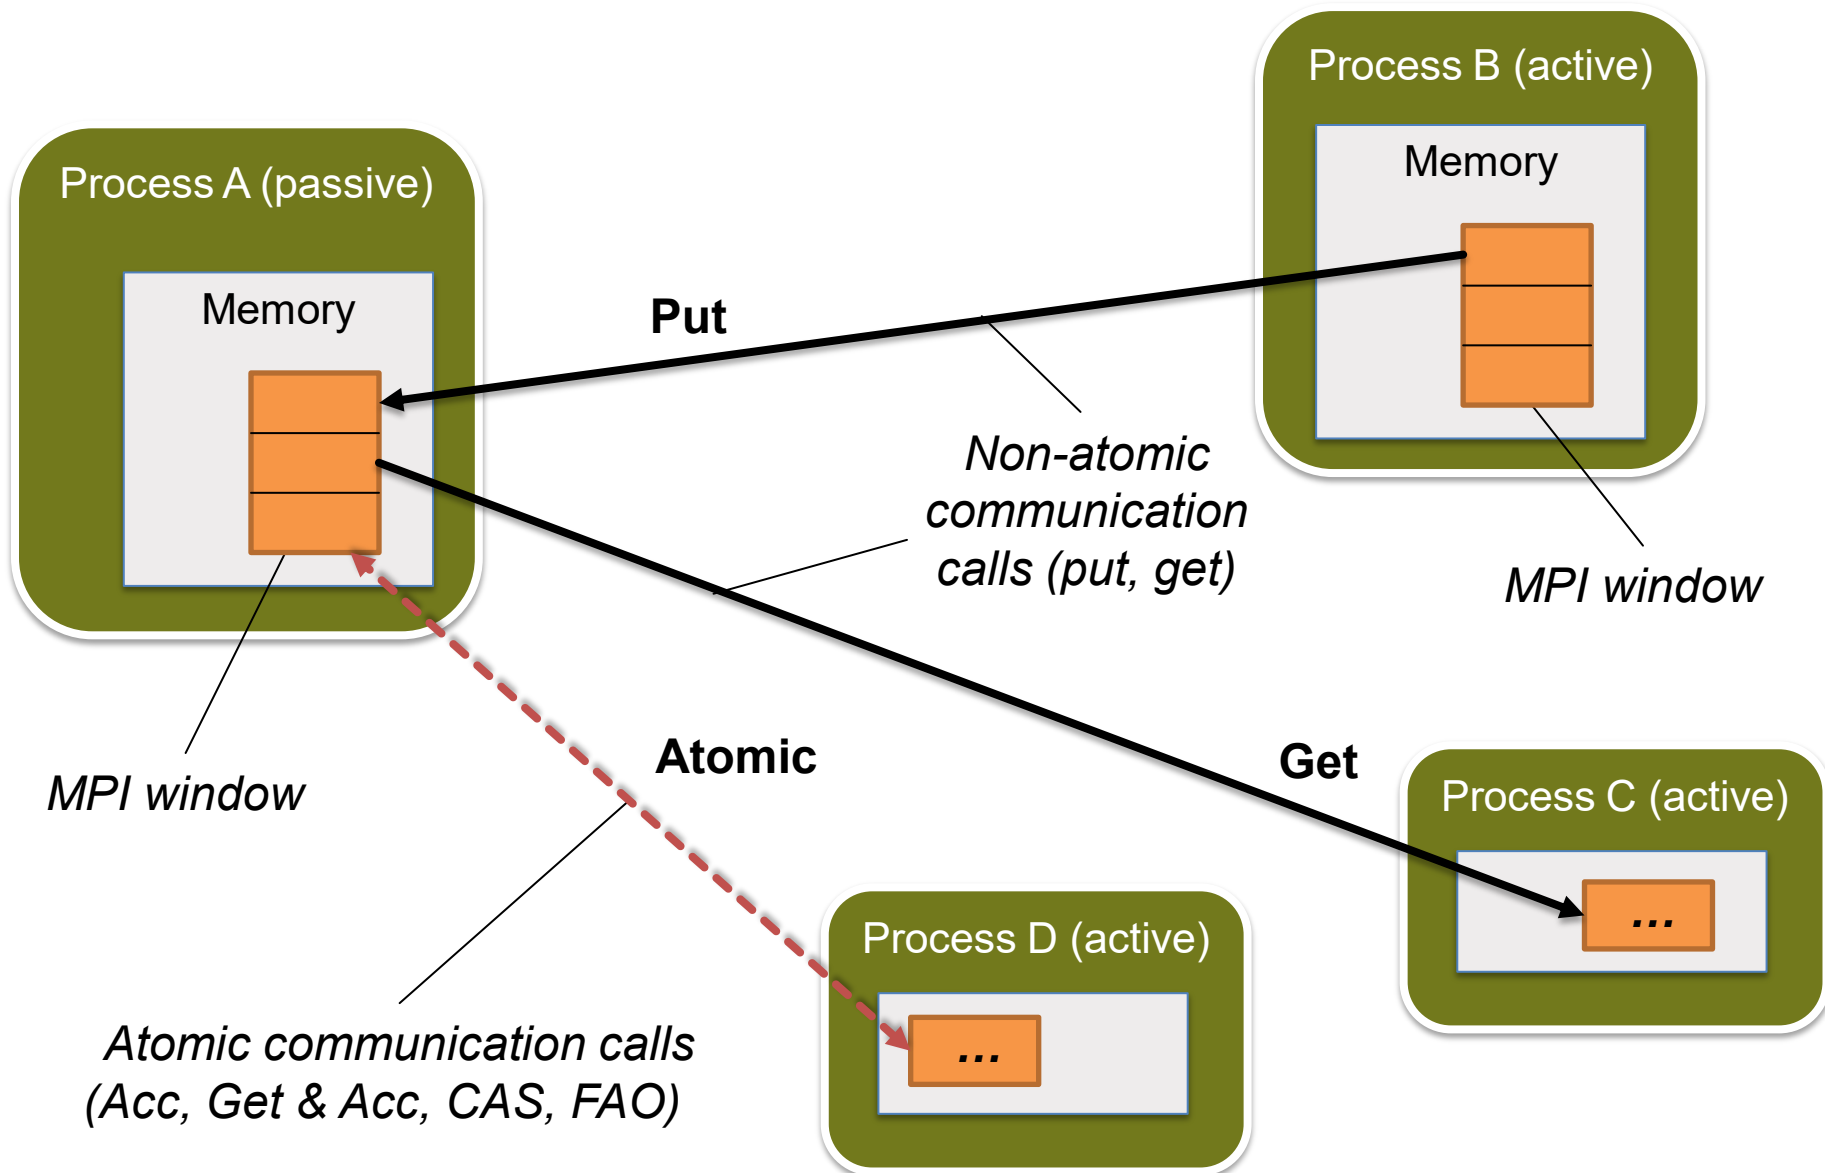 Process B (active)
Memory
Process A (passive)
Memory
Put
Non-atomic
communication
calls (put, get)
MPI window
MPI window
Atomic
Get
Process C (active)
...
Process D (active)
...
Atomic communication calls
(Acc, Get & Acc, CAS, FAO)